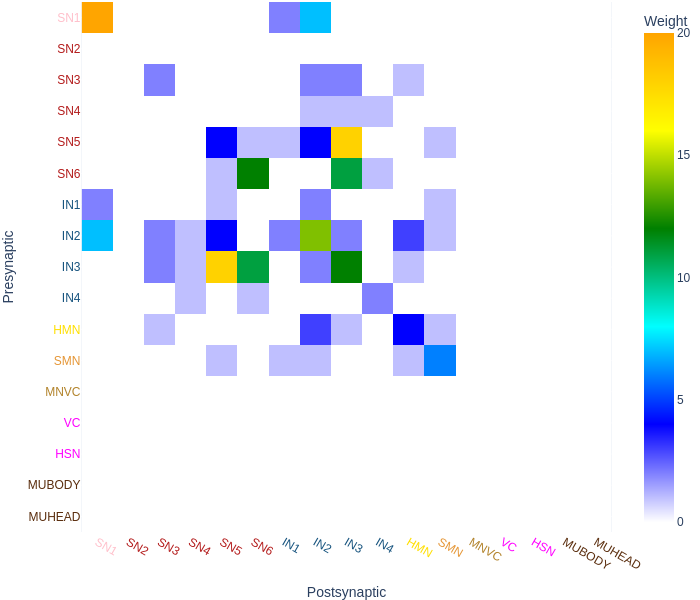 Weight
SN1
SN2
SN3
SN4
SN5
SN6
IN1
IN2
IN3
IN4
HMN
SMN
MNVC
VC
HSN
MUBODY
MUHEAD
Presynaptic
20
15
10
5
0
SN1 SN2 SN3 SN4 SN5 SN6 IN1 IN2 IN3 IN4 HMN SMN MNVC VC HSN MUBODY MUHEAD
Postsynaptic